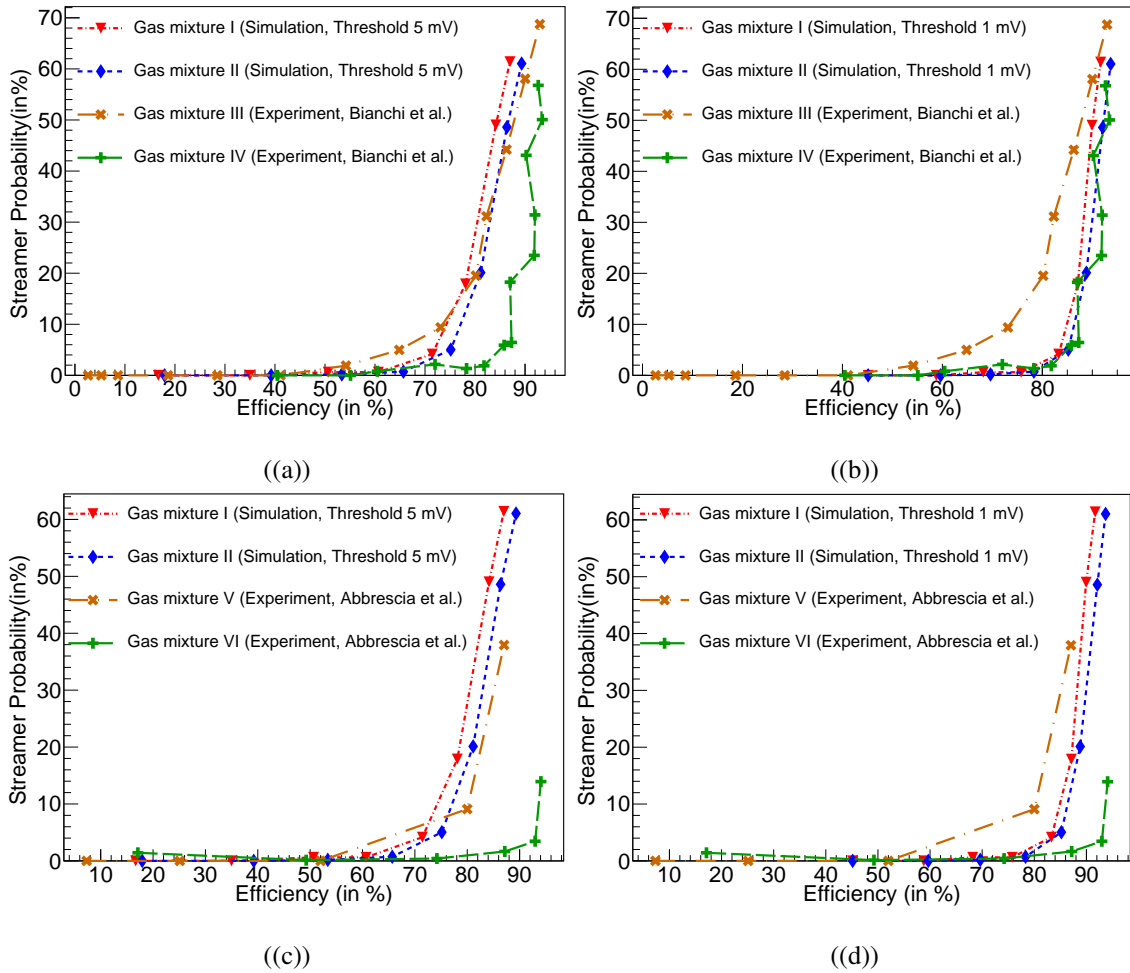 Gas mixture I (Simulation, Threshold 5 mV)
Gas mixture II (Simulation, Threshold 5 mV)
Gas mixture III (Experiment, Bianchi et al.)
Gas mixture IV (Experiment, Bianchi et al.)
Streamer Probability(in%)
70
60
50
40
30
20
10
0
0 10 20 30 40 50 60 70 80 90
Efficiency (in %)
((a))
Gas mixture I (Simulation, Threshold 1 mV)
Gas mixture II (Simulation, Threshold 1 mV)
Gas mixture III (Experiment, Bianchi et al.)
Gas mixture IV (Experiment, Bianchi et al.)
Streamer Probability(in%)
70
60
50
40
30
20
10
0
0 20 40 60 80
Efficiency (in %)
((b))
Gas mixture I (Simulation, Threshold 5 mV)
Gas mixture II (Simulation, Threshold 5 mV)
Gas mixture V (Experiment, Abbrescia et al.)
Gas mixture VI (Experiment, Abbrescia et al.)
Streamer Probability(in%)
60
50
40
30
20
10
0
10 20 30 40 50 60 70 80 90
Efficiency (in %)
((c))
Gas mixture I (Simulation, Threshold 1 mV)
Gas mixture II (Simulation, Threshold 1 mV)
Gas mixture V (Experiment, Abbrescia et al.)
Gas mixture VI (Experiment, Abbrescia et al.)
Streamer Probability(in%)
60
50
40
30
20
10
0
10 20 30 40 50 60 70 80 90
Efficiency (in %)
((d))